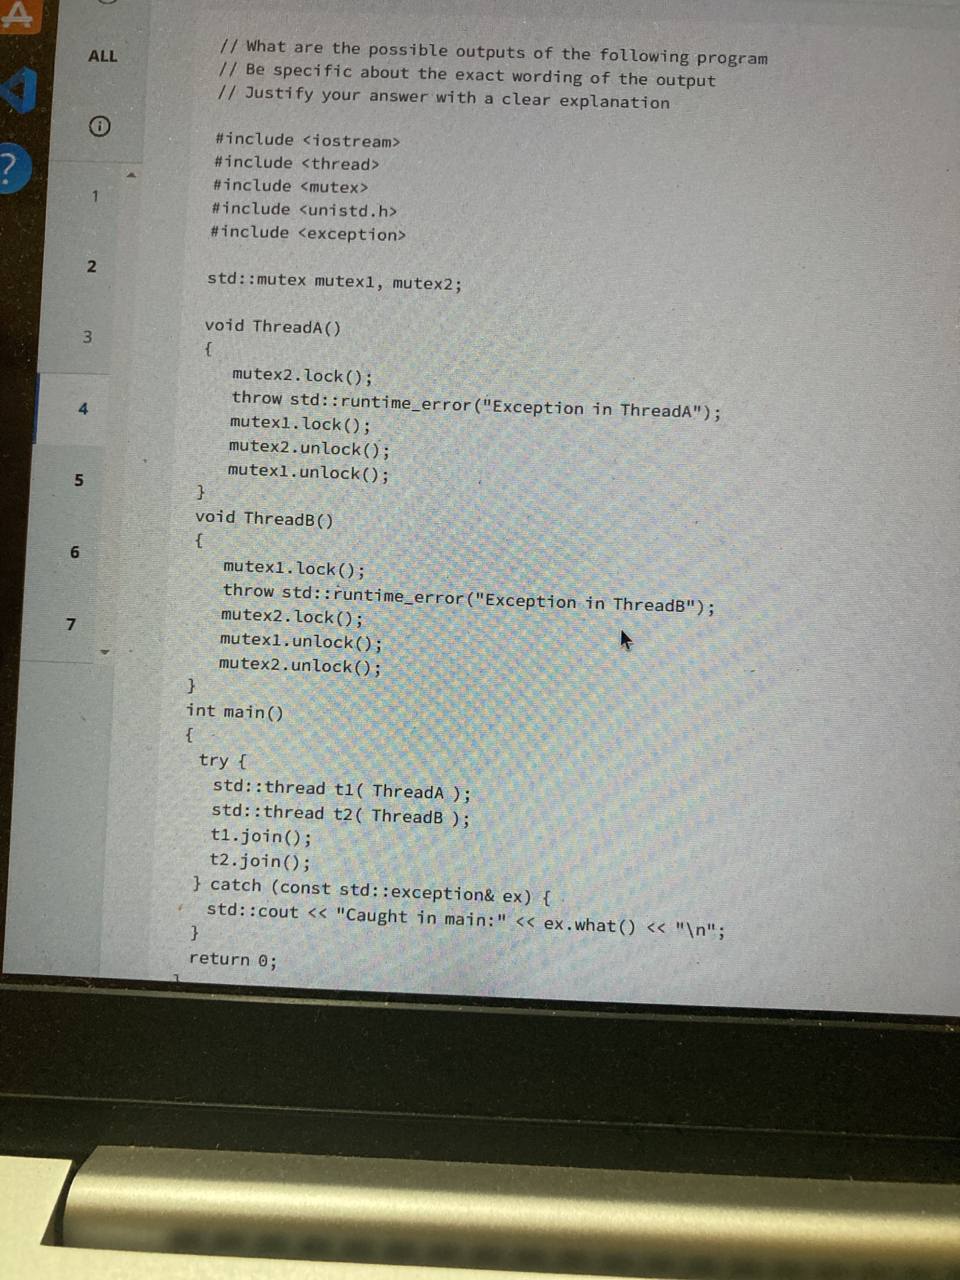 ALL
1
2
3
4
5
6
7
// What are the possible outputs of the following program
// Be specific about the exact wording of the output
// Justify your answer with a clear explanation
#include <iostream>
#include <thread>
#include <mutex>
#include <unistd.h>
#include <exception>
std::mutex mutex1, mutex2;
void ThreadA()
{
mutex2.lock();
throw std::runtime_error("Exception in ThreadA");
mutex1.lock();
mutex2.unlock();
mutex1.unlock();
}
void ThreadB()
{
mutex1.lock();
throw std::runtime_error("Exception in ThreadB");
mutex2.lock();
mutex1.unlock();
mutex2.unlock();
}
int main()
{
try {
std::thread t1( ThreadA );
std::thread t2( ThreadB );
t1.join();
t2.join();
} catch (const std::exception& ex) {
std::cout << "Caught in main:" << ex.what() << "\n";
}
return 0;
}